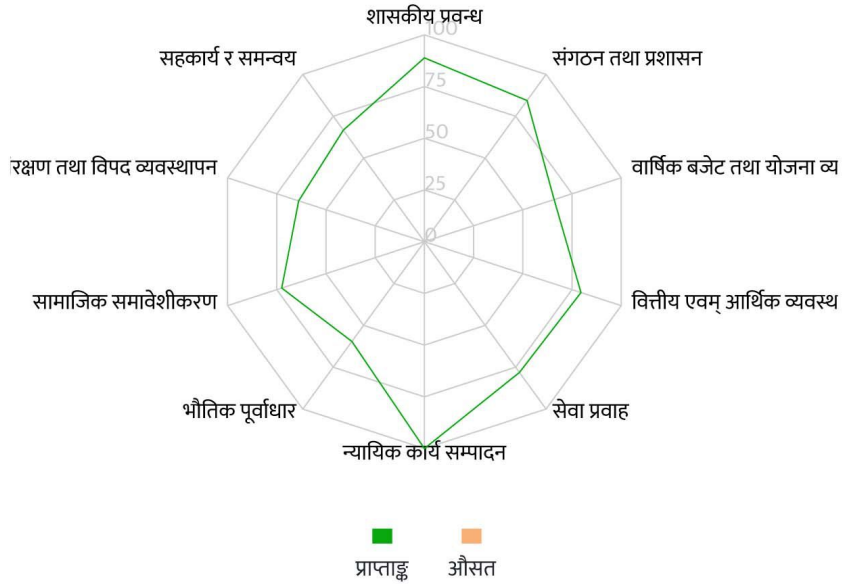 शासकीय प्रवन्ध
100
सहकार्य र समन्वय
संगठन तथा प्रशासन
75
50
रक्षण तथा विपद व्यवस्थापन
वार्षिक बजेट तथा योजना व्य
25
0
सामाजिक समावेशीकरण
वित्तीय एवम् आर्थिक व्यवस्थ
भौतिक पूर्वाधार
सेवा प्रवाह
न्यायिक कार्य सम्पादन
प्राप्ताङ्क
औसत